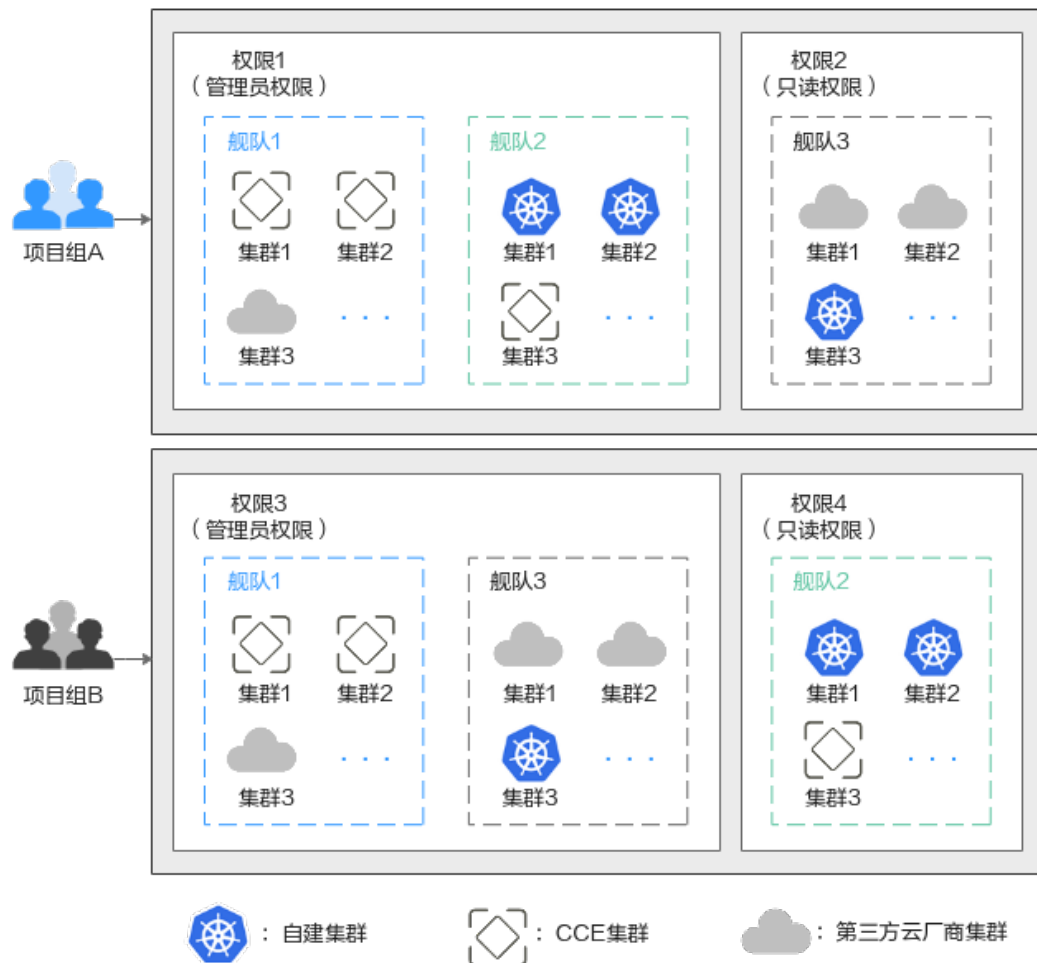 权限1
（管理员权限）
权限2
（只读权限）
舰队1
舰队2
舰队3
集群1
集群2
集群1
集群2
集群1
集群2
项目组A
集群3
...
集群3
...
集群3
...
权限3
（管理员权限）
权限4
（只读权限）
舰队1
舰队3
舰队2
集群1
集群2
集群1
集群2
集群1
集群2
项目组B
集群3
...
集群3
...
集群3
...
：自建集群
：CCE集群
：第三方云厂商集群